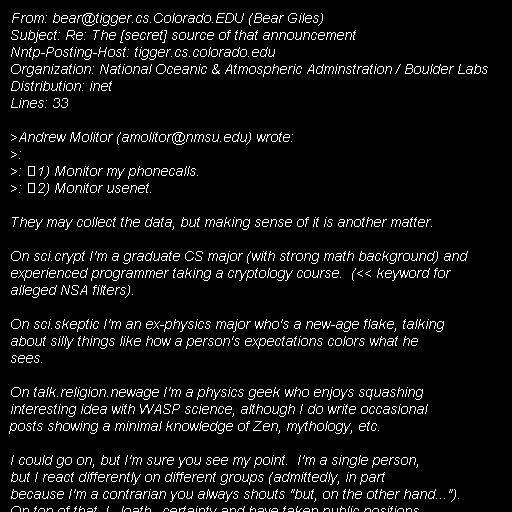 From: bear@tigger.cs.Colorado.EDU (Bear Giles)
Subject: Re: The [secret] source of that announcement
Nntp-Posting-Host: tigger.cs.colorado.edu
Organization: National Oceanic & Atmospheric Adminstration / Boulder Labs
Distribution: inet
Lines: 33

>Andrew Molitor (amolitor@nmsu.edu) wrote:
>:
>: 1) Monitor my phonecalls.
>: 2) Monitor usenet.

They may collect the data, but making sense of it is another matter.

On sci.crypt I'm a graduate CS major (with strong math background) and
experienced programmer taking a cryptology course.  (<< keyword for
alleged NSA filters).

On sci.skeptic I'm an ex-physics major who's a new-age flake, talking
about silly things like how a person's expectations colors what he
sees.

On talk.religion.newage I'm a physics geek who enjoys squashing
interesting idea with WASP science, although I do write occasional
posts showing a minimal knowledge of Zen, mythology, etc.

I could go on, but I'm sure you see my point.  I'm a single person,
but I react differently on different groups (admittedly, in part
because I'm a contrarian you always shouts "but, on the other hand...").
On top of that, I _loath_ certainty and have taken public positions